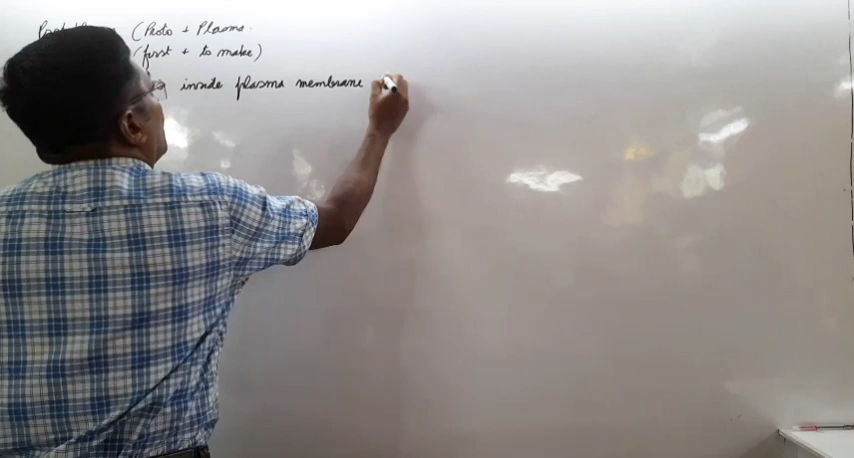 (Proto + Plasma.
(first + to make)
inside plasma membrane